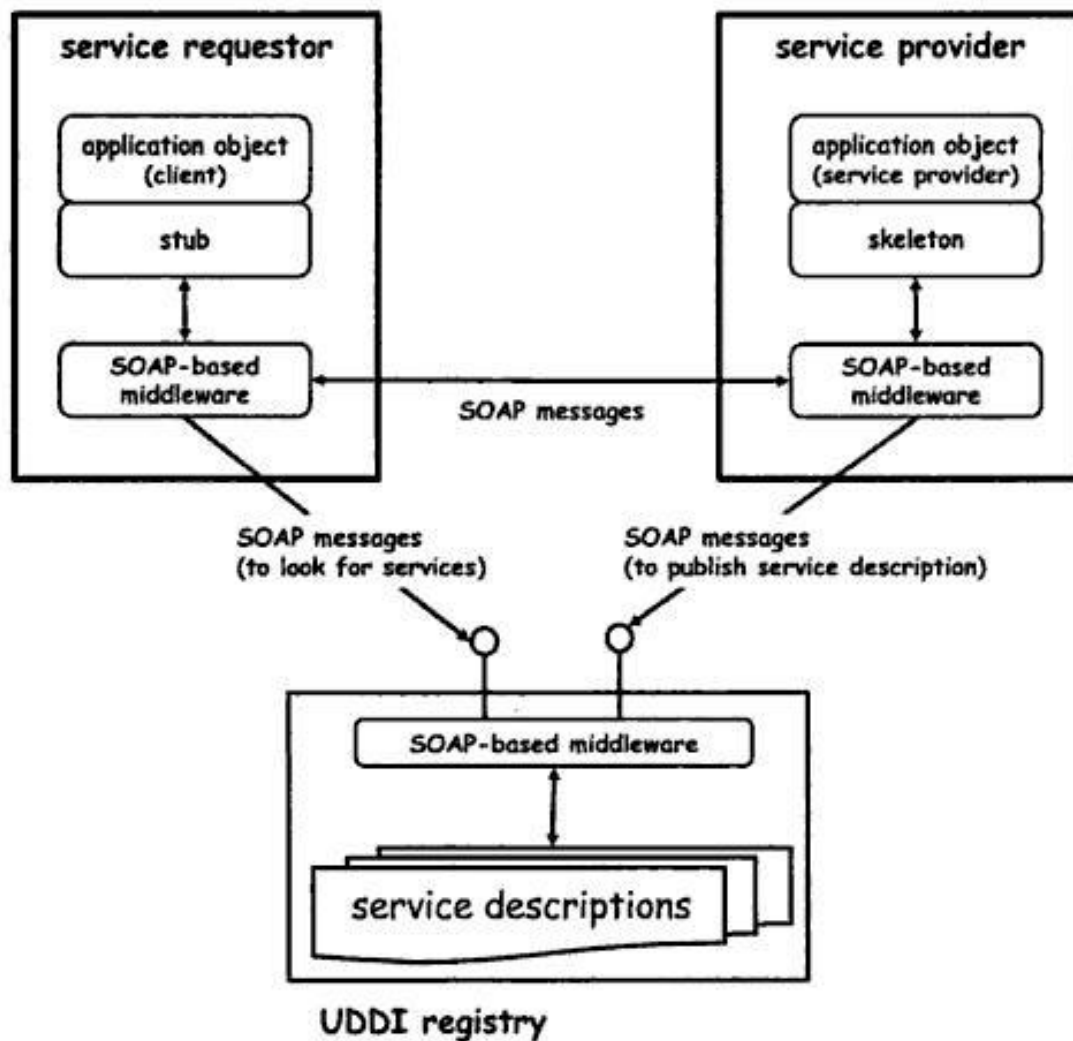 service requestor
application object
(client)
stub
SOAP-based
middleware
service provider
application object
(service provider)
skeleton
SOAP-based
middleware
SOAP messages
SOAP messages
(to look for services)
SOAP messages
(to publish service description)
SOAP-based middleware
service descriptions
UDDI registry